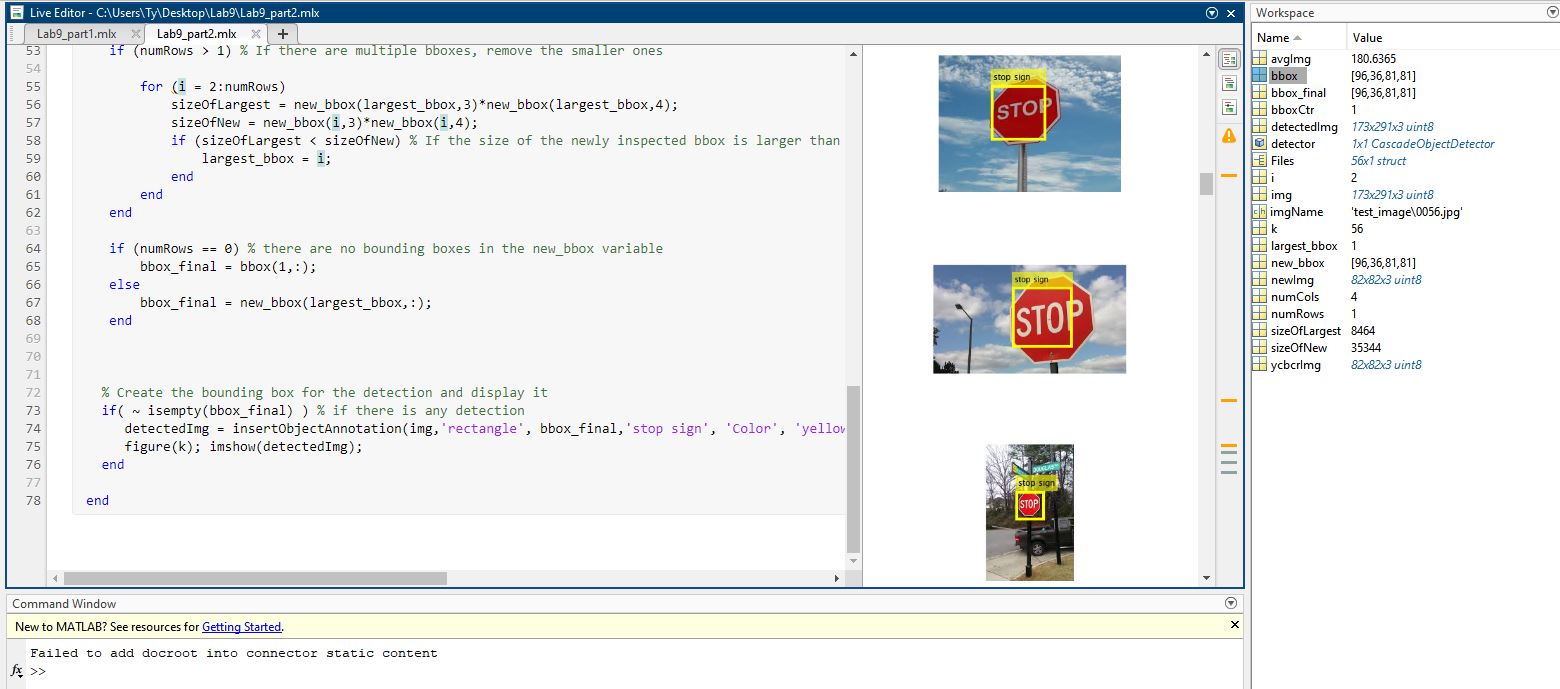 Live Editor - C:\Users\Ty\Desktop\Lab9\Lab9_part2.mlx
Lab9_part1.mlx
Lab9_part2.mlx
53 if (numRows > 1) % If there are multiple bboxes, remove the smaller ones
54
55 for (i = 2:numRows)
56 sizeOfLargest = new_bbox(largest_bbox,3)*new_bbox(largest_bbox,4);
57 sizeOfNew = new_bbox(i,3)*new_bbox(i,4);
58 if (sizeOfLargest < sizeOfNew) % If the size of the newly inspected bbox is larger than
59 largest_bbox = i;
60 end
61 end
62 end
63
64 if (numRows == 0) % there are no bounding boxes in the new_bbox variable
65 bbox_final = bbox(1,:);
66 else
67 bbox_final = new_bbox(largest_bbox,:);
68 end
69
70
71
72 % Create the bounding box for the detection and display it
73 if( ~ isempty(bbox_final) ) % if there is any detection
74 detectedImg = insertObjectAnnotation(img,'rectangle', bbox_final,'stop sign', 'Color', 'yellow
75 figure(k); imshow(detectedImg);
76 end
77
78 end
stop sign
STOP
stop sign
STOP
DOUGLAS
stop sign
STOP
Command Window
New to MATLAB? See resources for Getting Started.
Failed to add docroot into connector static content
fx >>
Workspace
Name Value
avgImg 180.6365
bbox [96,36,81,81]
bbox_final [96,36,81,81]
bboxCtr 1
detectedImg 173x291x3 uint8
detector 1x1 CascadeObjectDetector
Files 56x1 struct
i 2
img 173x291x3 uint8
imgName 'test_image\0056.jpg'
k 56
largest_bbox 1
new_bbox [96,36,81,81]
newImg 82x82x3 uint8
numCols 4
numRows 1
sizeOfLargest 8464
sizeOfNew 35344
ycbcrImg 82x82x3 uint8